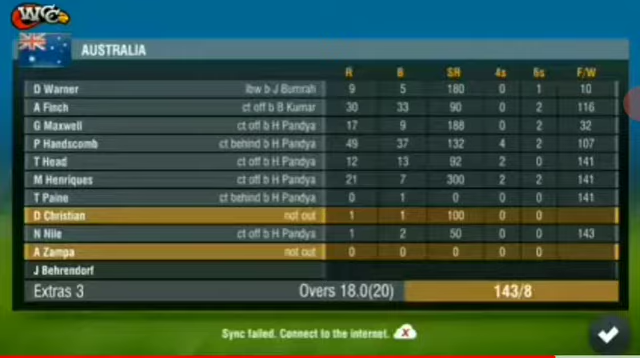 WCC
AUSTRALIA
R B SR 4s 6s F/W
D Warner lbw b J Bumrah 9 5 180 0 1 10
A Finch ct off b B Kumar 30 33 90 0 2 116
G Maxwell ct off b H Pandya 17 9 188 0 2 32
P Handscomb ct behind b H Pandya 49 37 132 4 2 107
T Head ct off b H Pandya 12 13 92 2 0 141
M Henriques ct off b H Pandya 21 7 300 2 2 141
T Paine ct behind b H Pandya 0 1 0 0 0 141
D Christian not out 1 1 100 0 0
N Nile ct off b H Pandya 1 2 50 0 0 143
A Zampa not out 0 0 0 0 0
J Behrendorf
Extras 3 Overs 18.0(20) 143/8
Sync failed. Connect to the internet. X